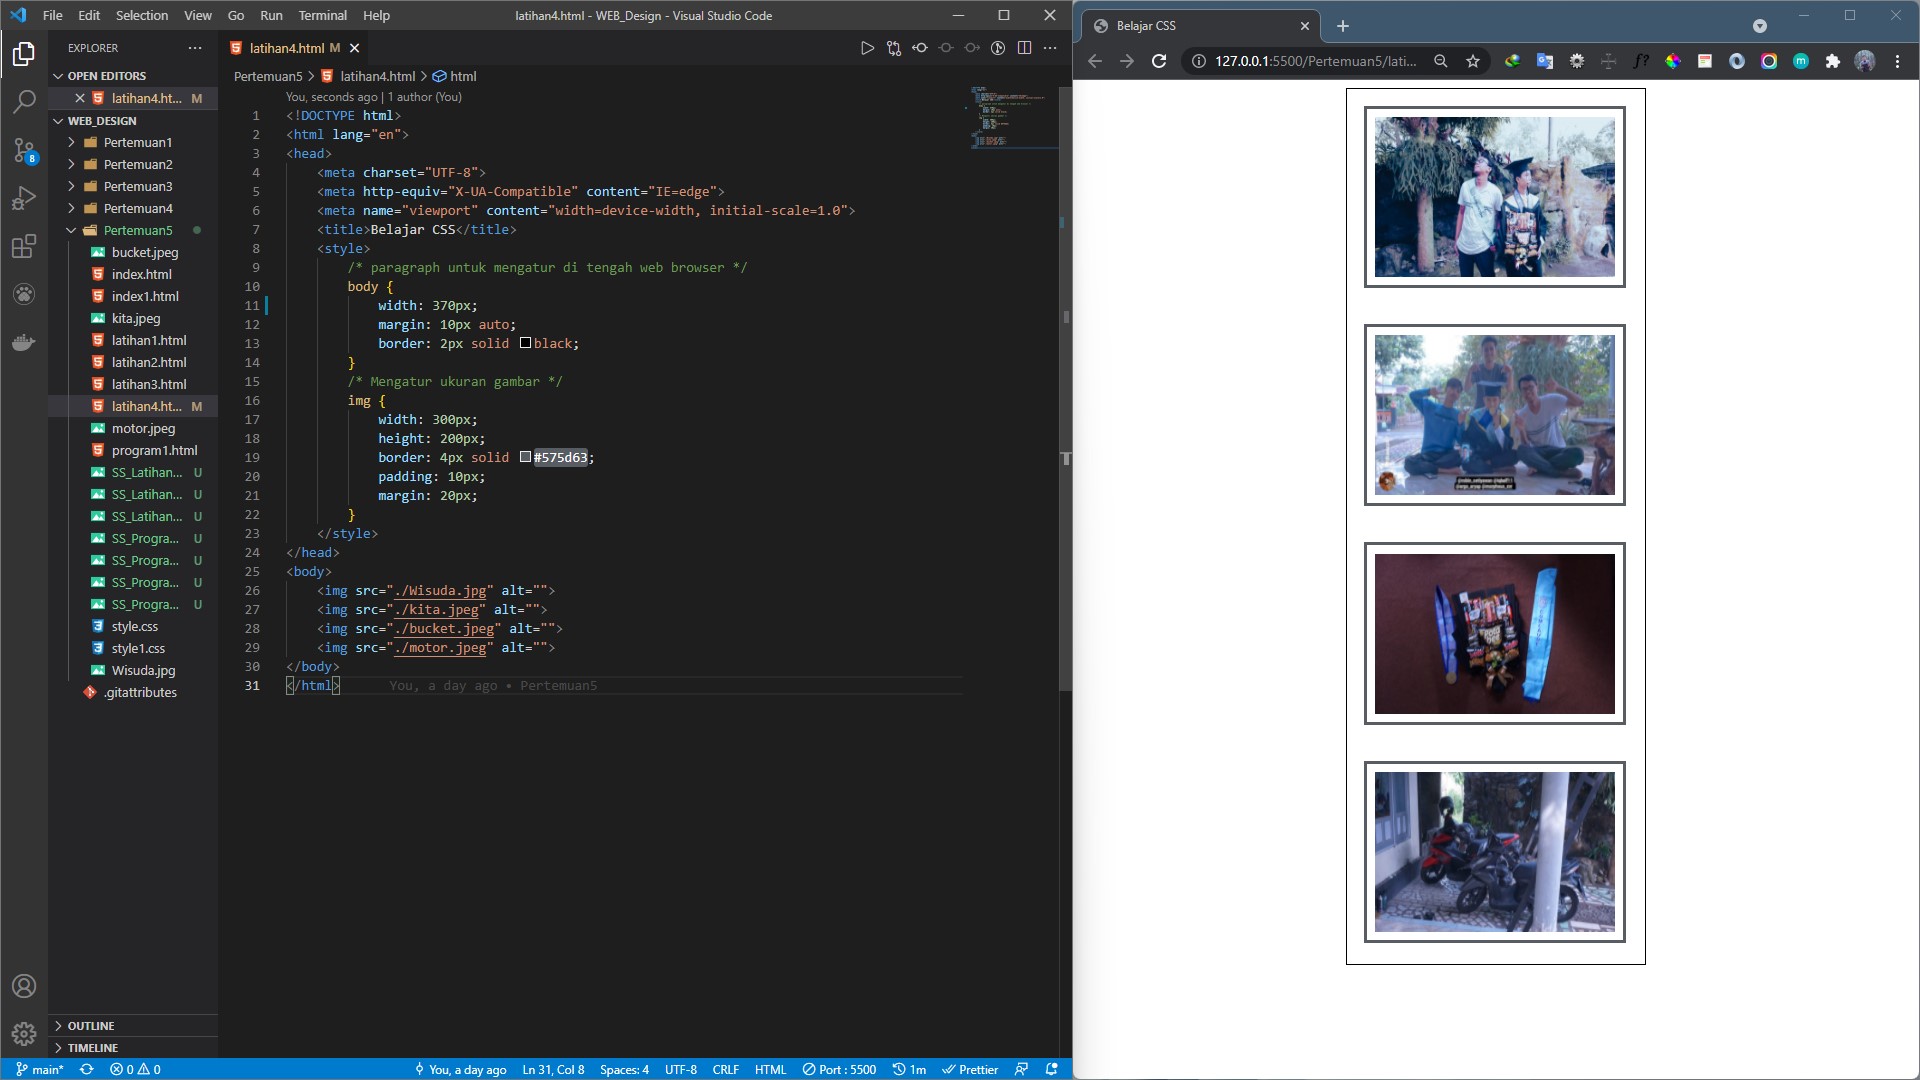 File Edit Selection View Go Run Terminal Help
latihan4.html - WEB_Design - Visual Studio Code
EXPLORER
OPEN EDITORS
latihan4.ht... M
WEB_DESIGN
Pertemuan1
Pertemuan2
Pertemuan3
Pertemuan4
Pertemuan5
bucket.jpeg
index.html
index1.html
kita.jpeg
latihan1.html
latihan2.html
latihan3.html
latihan4.ht... M
motor.jpeg
program1.html
SS_Latihan... U
SS_Latihan... U
SS_Latihan... U
SS_Progra... U
SS_Progra... U
SS_Progra... U
SS_Progra... U
style.css
style1.css
Wisuda.jpg
.gitattributes
OUTLINE
TIMELINE
8
latihan4.html M
Pertemuan5 > latihan4.html > html
You, seconds ago | 1 author (You)
1 <!DOCTYPE html>
2 <html lang="en">
3 <head>
4 <meta charset="UTF-8">
5 <meta http-equiv="X-UA-Compatible" content="IE=edge">
6 <meta name="viewport" content="width=device-width, initial-scale=1.0">
7 <title>Belajar CSS</title>
8 <style>
9 /* paragraph untuk mengatur di tengah web browser */
10 body {
11 width: 370px;
12 margin: 10px auto;
13 border: 2px solid black;
14 }
15 /* Mengatur ukuran gambar */
16 img {
17 width: 300px;
18 height: 200px;
19 border: 4px solid #575d63;
20 padding: 10px;
21 margin: 20px;
22 }
23 </style>
24 </head>
25 <body>
26 <img src="./Wisuda.jpg" alt="">
27 <img src="./kita.jpeg" alt="">
28 <img src="./bucket.jpeg" alt="">
29 <img src="./motor.jpeg" alt="">
30 </body>
31 </html> You, a day ago • Pertemuan5
main* 0 0 You, a day ago Ln 31, Col 8 Spaces: 4 UTF-8 CRLF HTML Port : 5500 1m Prettier
Belajar CSS
127.0.0.1:5500/Pertemuan5/lati...